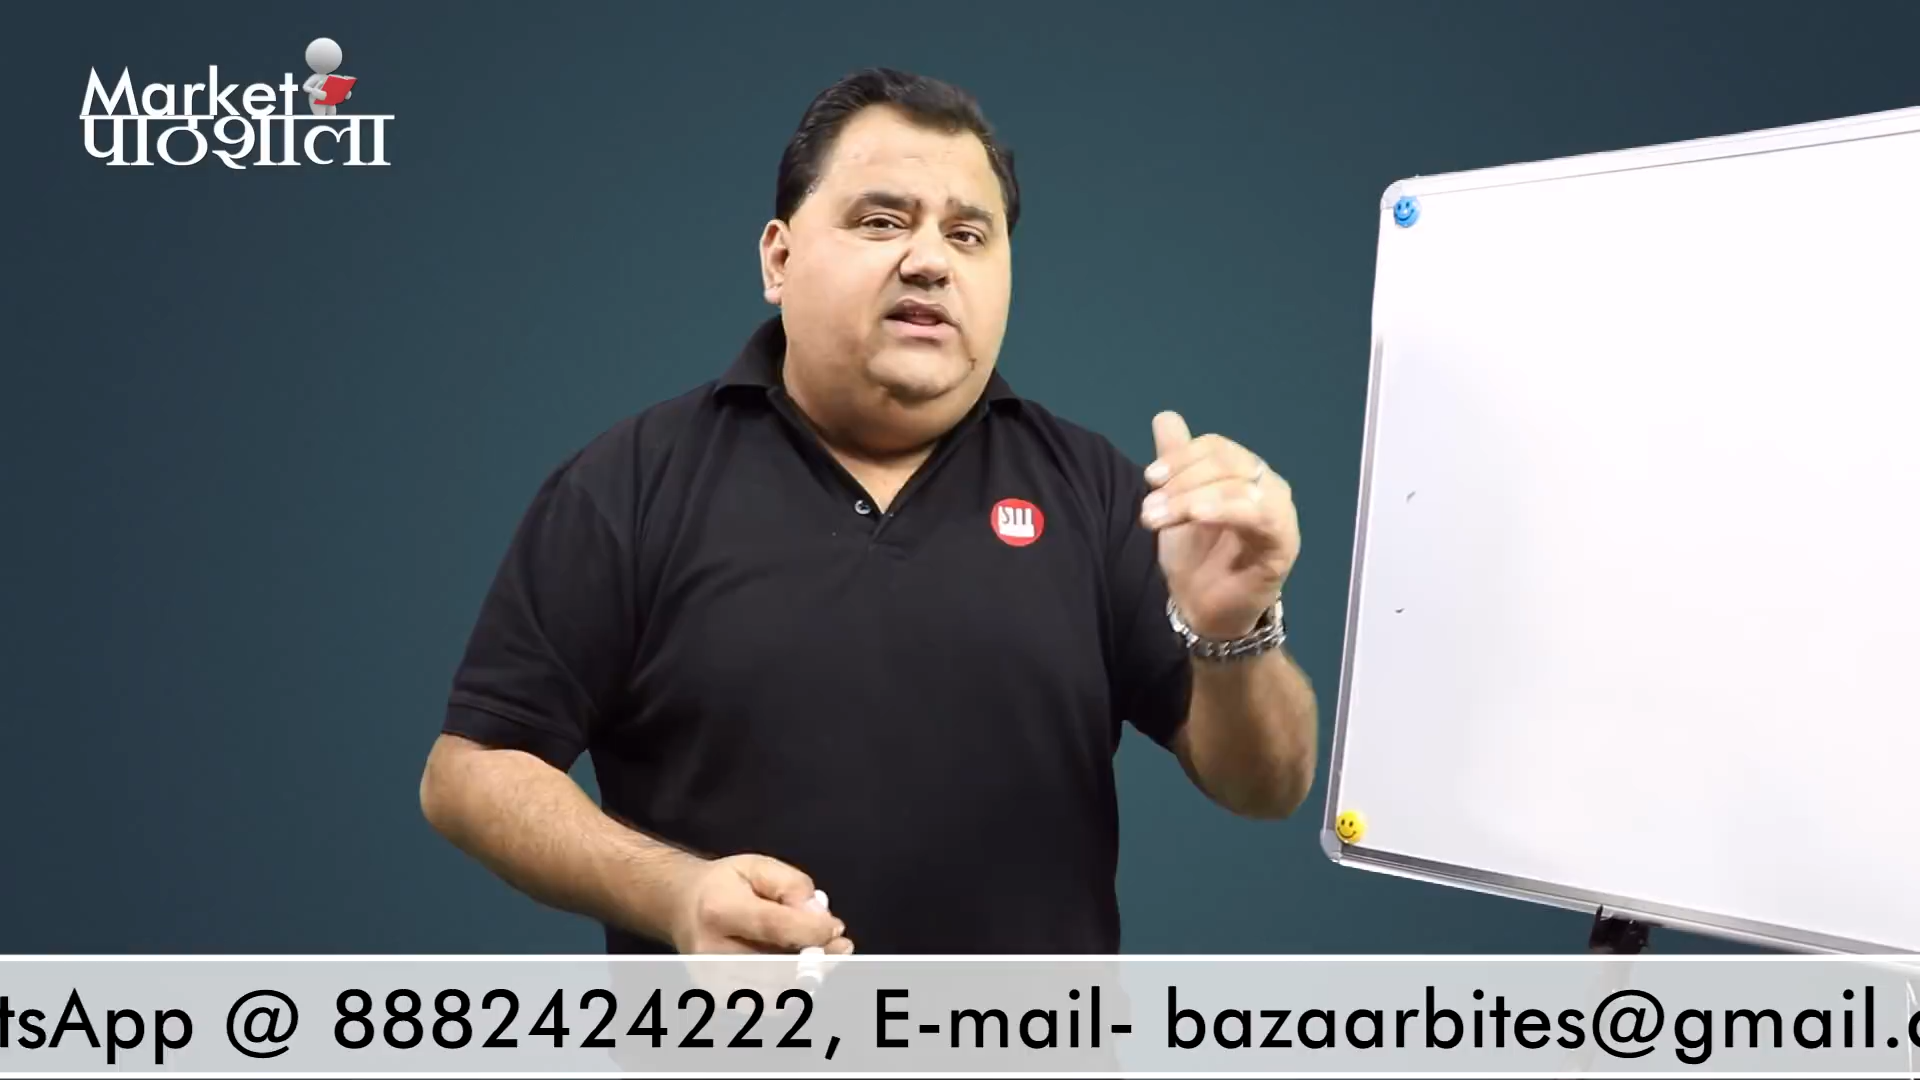 Market
पाठशाला
tsApp @ 8882424222, E-mail- bazaarbites@gmail.